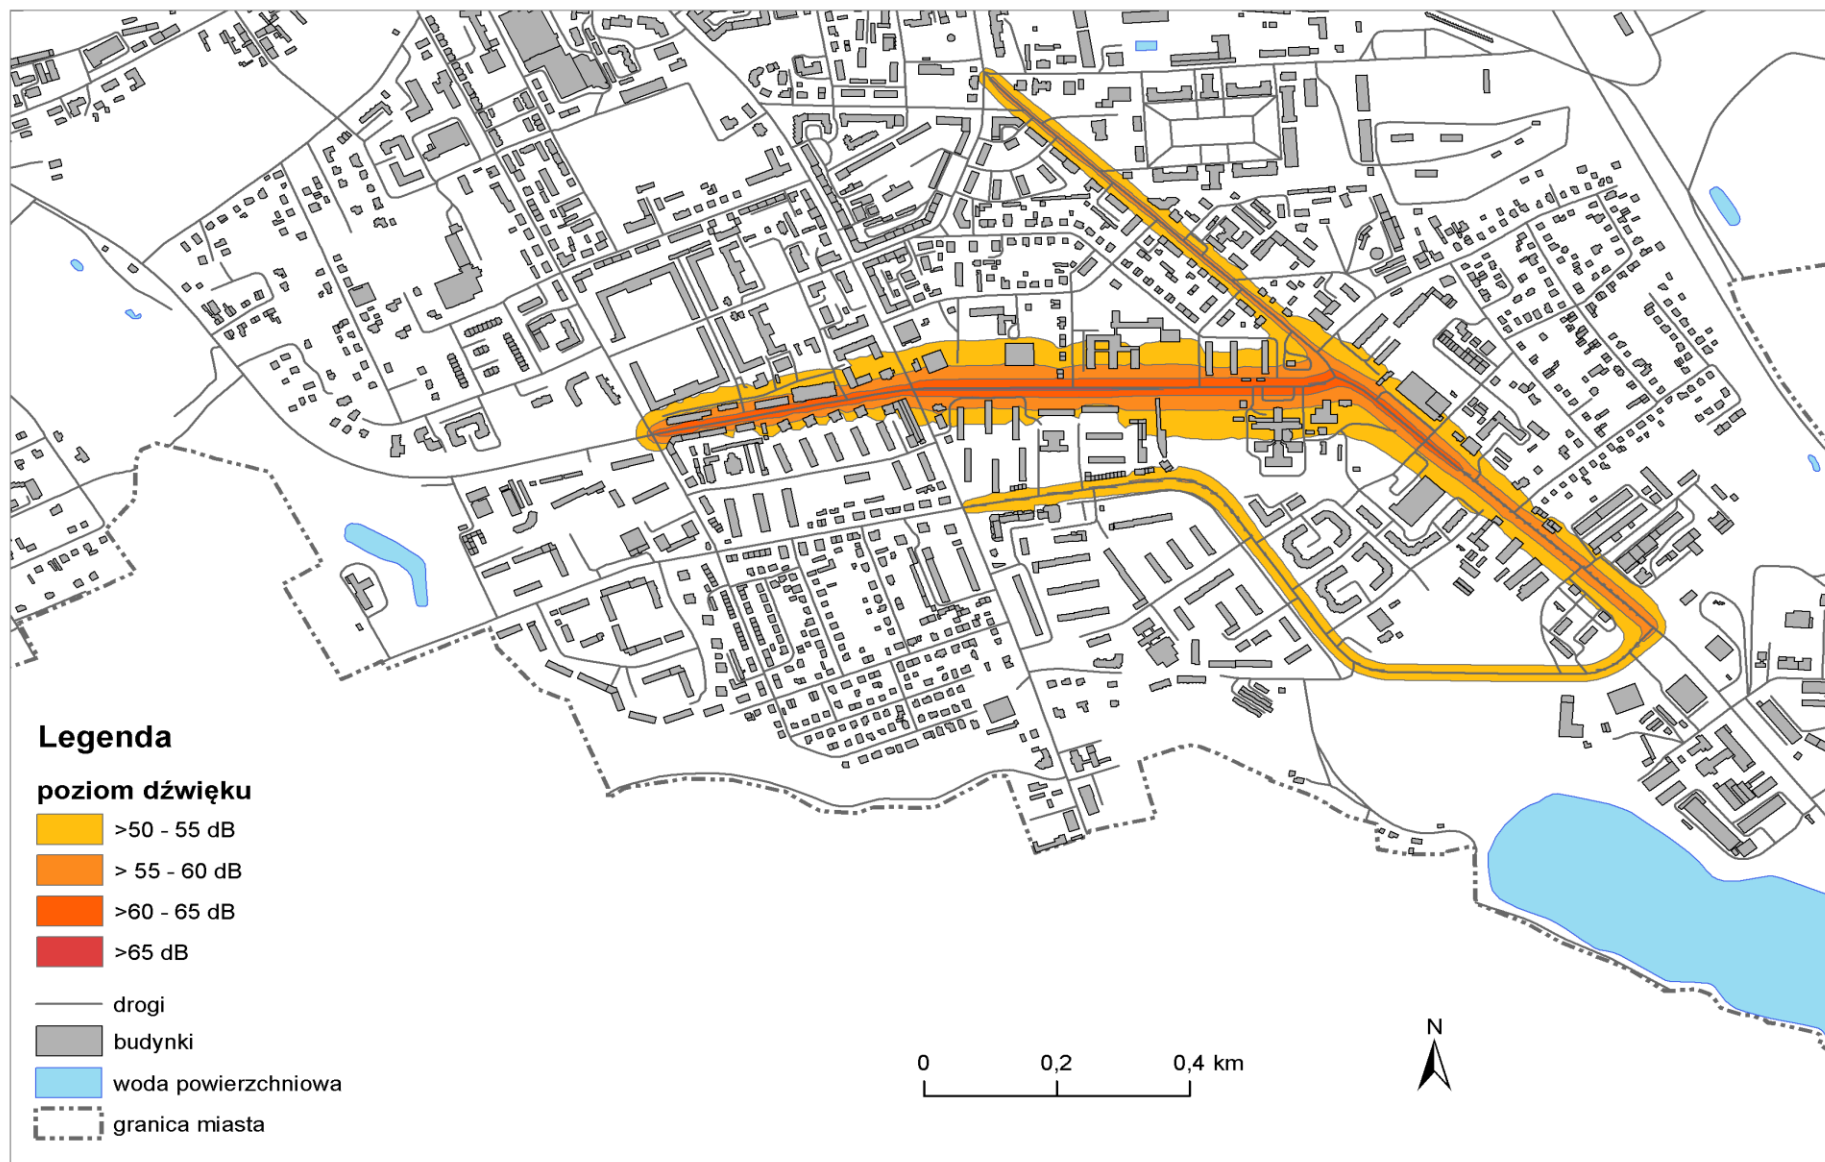 Legenda
poziom dźwięku
>50 - 55 dB
> 55 - 60 dB
>60 - 65 dB
>65 dB
drogi
budynki
woda powierzchniowa
granica miasta
0 0,2 0,4 km
N